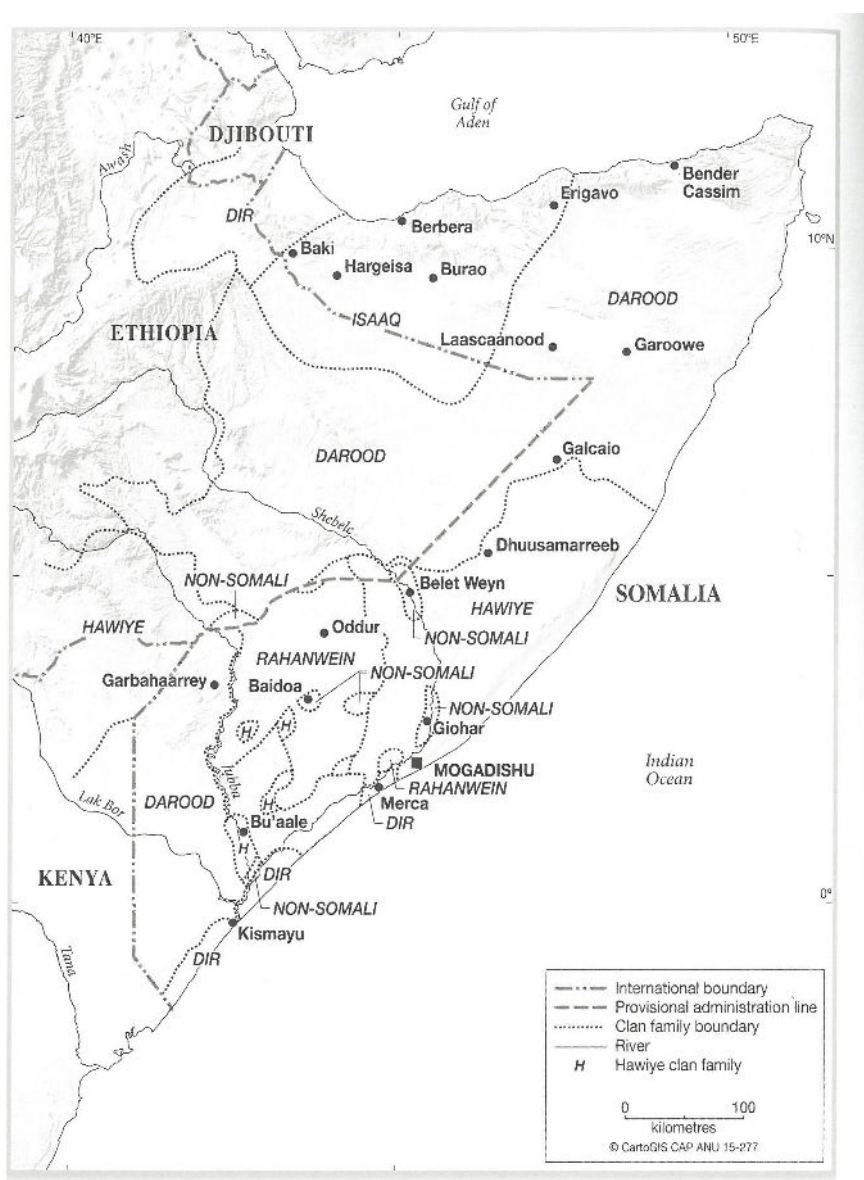 40°E
50°E
Gulf of
Aden
DJIBOUTI
Awash
Bender
Cassim
Erigavo
DIR
Berbera
10°N
Baki
Hargeisa
Burao
DAROOD
ISAAQ
ETHIOPIA
Laascaanood
Garoowe
DAROOD
Galcaio
Shebele
Dhuusamarreeb
NON-SOMALI
Belet Weyn
SOMALIA
HAWIYE
HAWIYE
Oddur
NON-SOMALI
RAHANWEIN
Garbahaarrey
Baidoa
NON-SOMALI
NON-SOMALI
H
H
Giohar
Jubba
MOGADISHU
Indian
Ocean
RAHANWEIN
Lak Bor
DAROOD
H
Merca
Bu'aale
DIR
H
KENYA
DIR
0°
NON-SOMALI
Kismayu
Tana
DIR
International boundary
Provisional administration line
Clan family boundary
River
H Hawiye clan family
0 100
kilometres
© CartoGIS CAP ANU 15-277